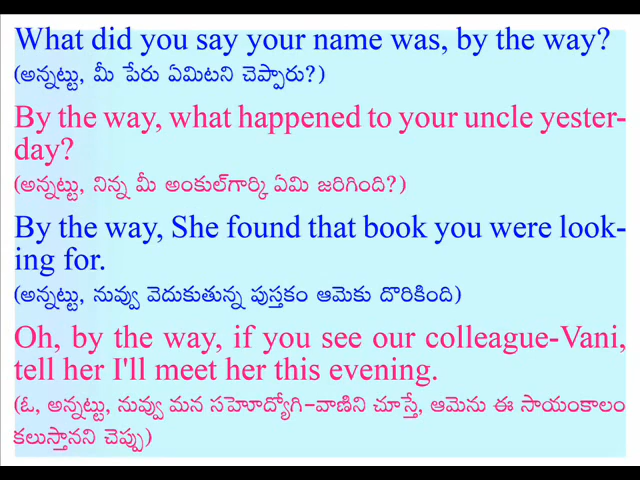 What did you say your name was, by the way?
(అన్నట్టు, మీ పేరు ఏమిటని చెప్పారు?)
By the way, what happened to your uncle yester-
day?
(అన్నట్టు, నిన్న మీ అంకుల్‌గార్కి ఏమి జరిగింది?)
By the way, She found that book you were look-
ing for.
(అన్నట్టు, నువ్వు వెదుకుతున్న పుస్తకం ఆమెకు దొరికింది)
Oh, by the way, if you see our colleague-Vani,
tell her I'll meet her this evening.
(ఓ, అన్నట్టు, నువ్వు మన సహెూద్యోగి-వాణిని చూస్తే, ఆమెను ఈ సాయంకాలం
కలుస్తానని చెప్పు)